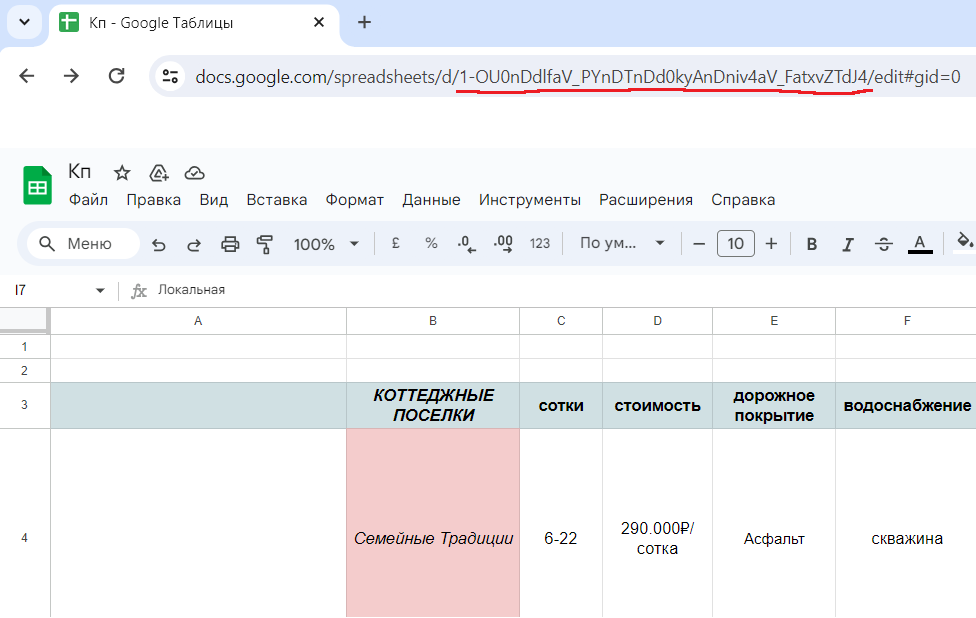 Кп - Google Таблицы
docs.google.com/spreadsheets/d/1-OU0nDdlfaV_PYnDTnDd0kyAnDniv4aV_FatxvZTdJ4/edit#gid=0
Кп
Файл Правка Вид Вставка Формат Данные Инструменты Расширения Справка
Меню 100% £ % .0 .00 123 По ум... 10 B I S A
I7 fx Локальная
A B C D E F
1
2
3 КОТТЕДЖНЫЕ ПОСЕЛКИ сотки стоимость дорожное покрытие водоснабжение
4 Семейные Традиции 6-22 290.000₽/ сотка Асфальт скважина